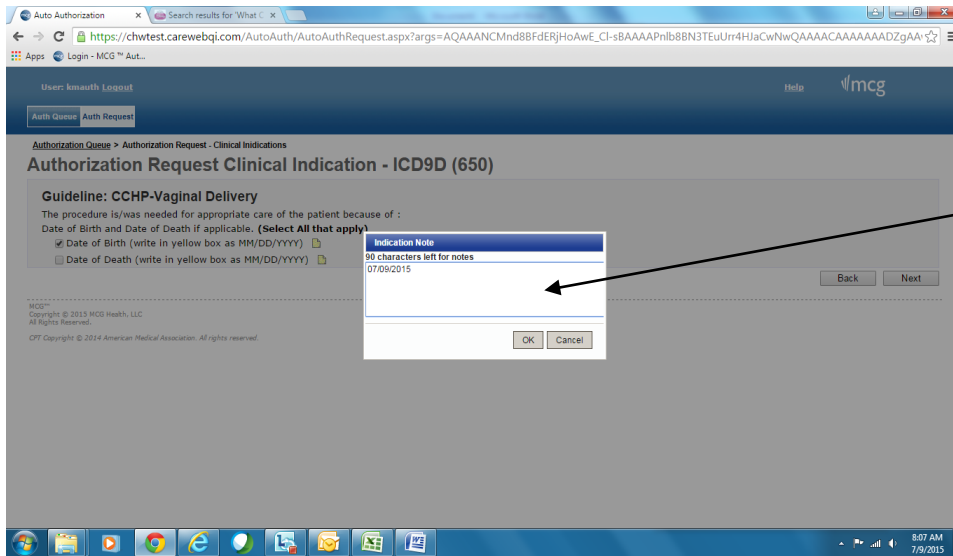 Auto Authorization
Search results for 'What C
https://chwtest.carewebqi.com/AutoAuth/AutoAuthRequest.aspx?args=
Apps Login - MCG ™ Aut...
User: kmauth Logout
Help
mcg
Auth Queue Auth Request
Authorization Queue > Authorization Request - Clinical Indications
Authorization Request Clinical Indication - ICD9D (650)
Guideline: CCHP-Vaginal Delivery
The procedure is/was needed for appropriate care of the patient because of :
Date of Birth and Date of Death if applicable. (Select All that apply)
Date of Birth (write in yellow box as MM/DD/YYYY)
Date of Death (write in yellow box as MM/DD/YYYY)
Indication Note
90 characters left for notes
07/09/2015
OK Cancel
Back Next
MCG™
Copyright © 2015 MCG Health, LLC
All Rights Reserved.
CPT Copyright © 2014 American Medical Association. All rights reserved.
8:07 AM
7/9/2015